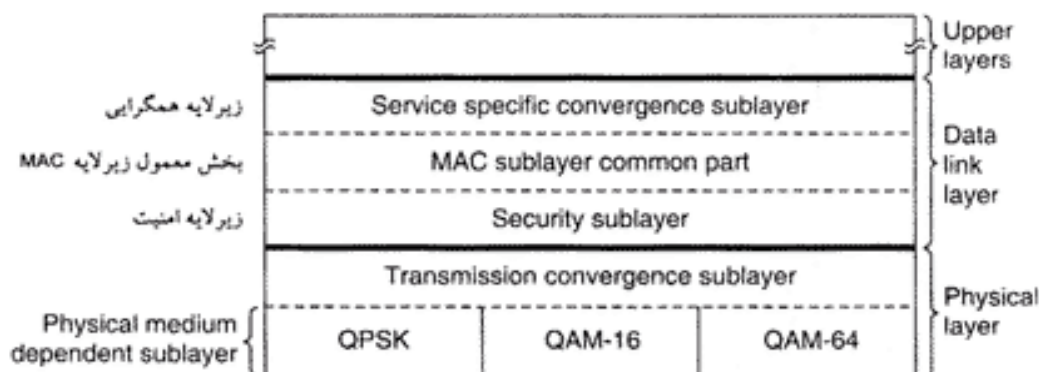 Upper
layers
زیرلایه همگرایی
Service specific convergence sublayer
بخش معمول زیرلایه MAC
MAC sublayer common part
Data
link
layer
زیرلایه امنیت
Security sublayer
Transmission convergence sublayer
Physical
layer
Physical medium
dependent sublayer
QPSK
QAM-16
QAM-64